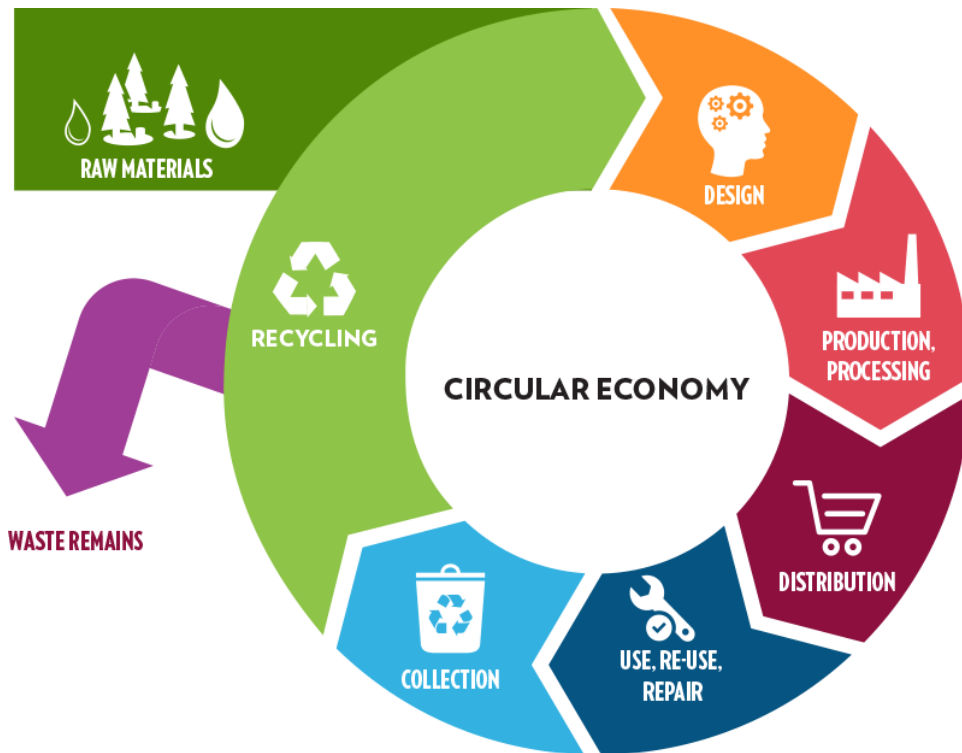 RAW MATERIALS
DESIGN
RECYCLING
PRODUCTION,
PROCESSING
CIRCULAR ECONOMY
WASTE REMAINS
DISTRIBUTION
COLLECTION
USE, RE-USE,
REPAIR